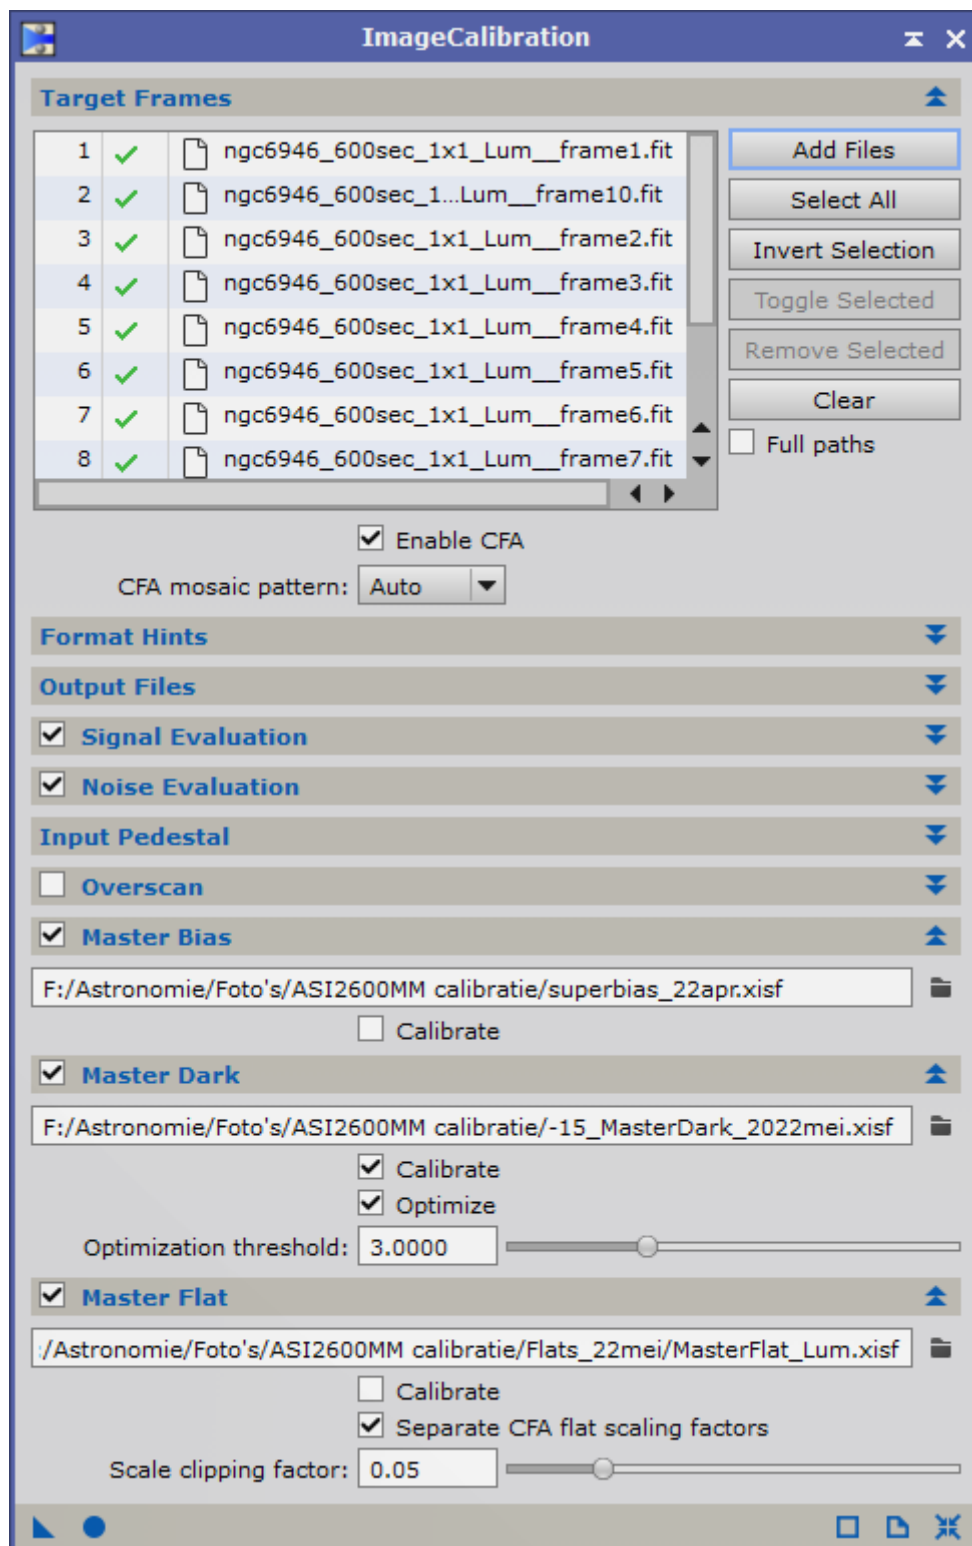 ImageCalibration
Target Frames
1 ngc6946_600sec_1x1_Lum__frame1.fit
2 ngc6946_600sec_1...Lum__frame10.fit
3 ngc6946_600sec_1x1_Lum__frame2.fit
4 ngc6946_600sec_1x1_Lum__frame3.fit
5 ngc6946_600sec_1x1_Lum__frame4.fit
6 ngc6946_600sec_1x1_Lum__frame5.fit
7 ngc6946_600sec_1x1_Lum__frame6.fit
8 ngc6946_600sec_1x1_Lum__frame7.fit
Add Files
Select All
Invert Selection
Toggle Selected
Remove Selected
Clear
Full paths
Enable CFA
CFA mosaic pattern: Auto
Format Hints
Output Files
Signal Evaluation
Noise Evaluation
Input Pedestal
Overscan
Master Bias
F:/Astronomie/Foto's/ASI2600MM calibratie/superbias_22apr.xisf
Calibrate
Master Dark
F:/Astronomie/Foto's/ASI2600MM calibratie/-15_MasterDark_2022mei.xisf
Calibrate
Optimize
Optimization threshold: 3.0000
Master Flat
:/Astronomie/Foto's/ASI2600MM calibratie/Flats_22mei/MasterFlat_Lum.xisf
Calibrate
Separate CFA flat scaling factors
Scale clipping factor: 0.05